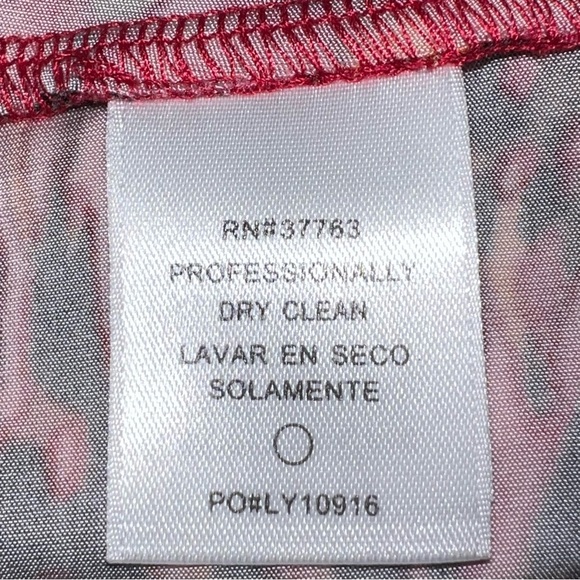 RN#37763
PROFESSIONALLY
DRY CLEAN
LAVAR EN SECO
SOLAMENTE
PO#LY10916